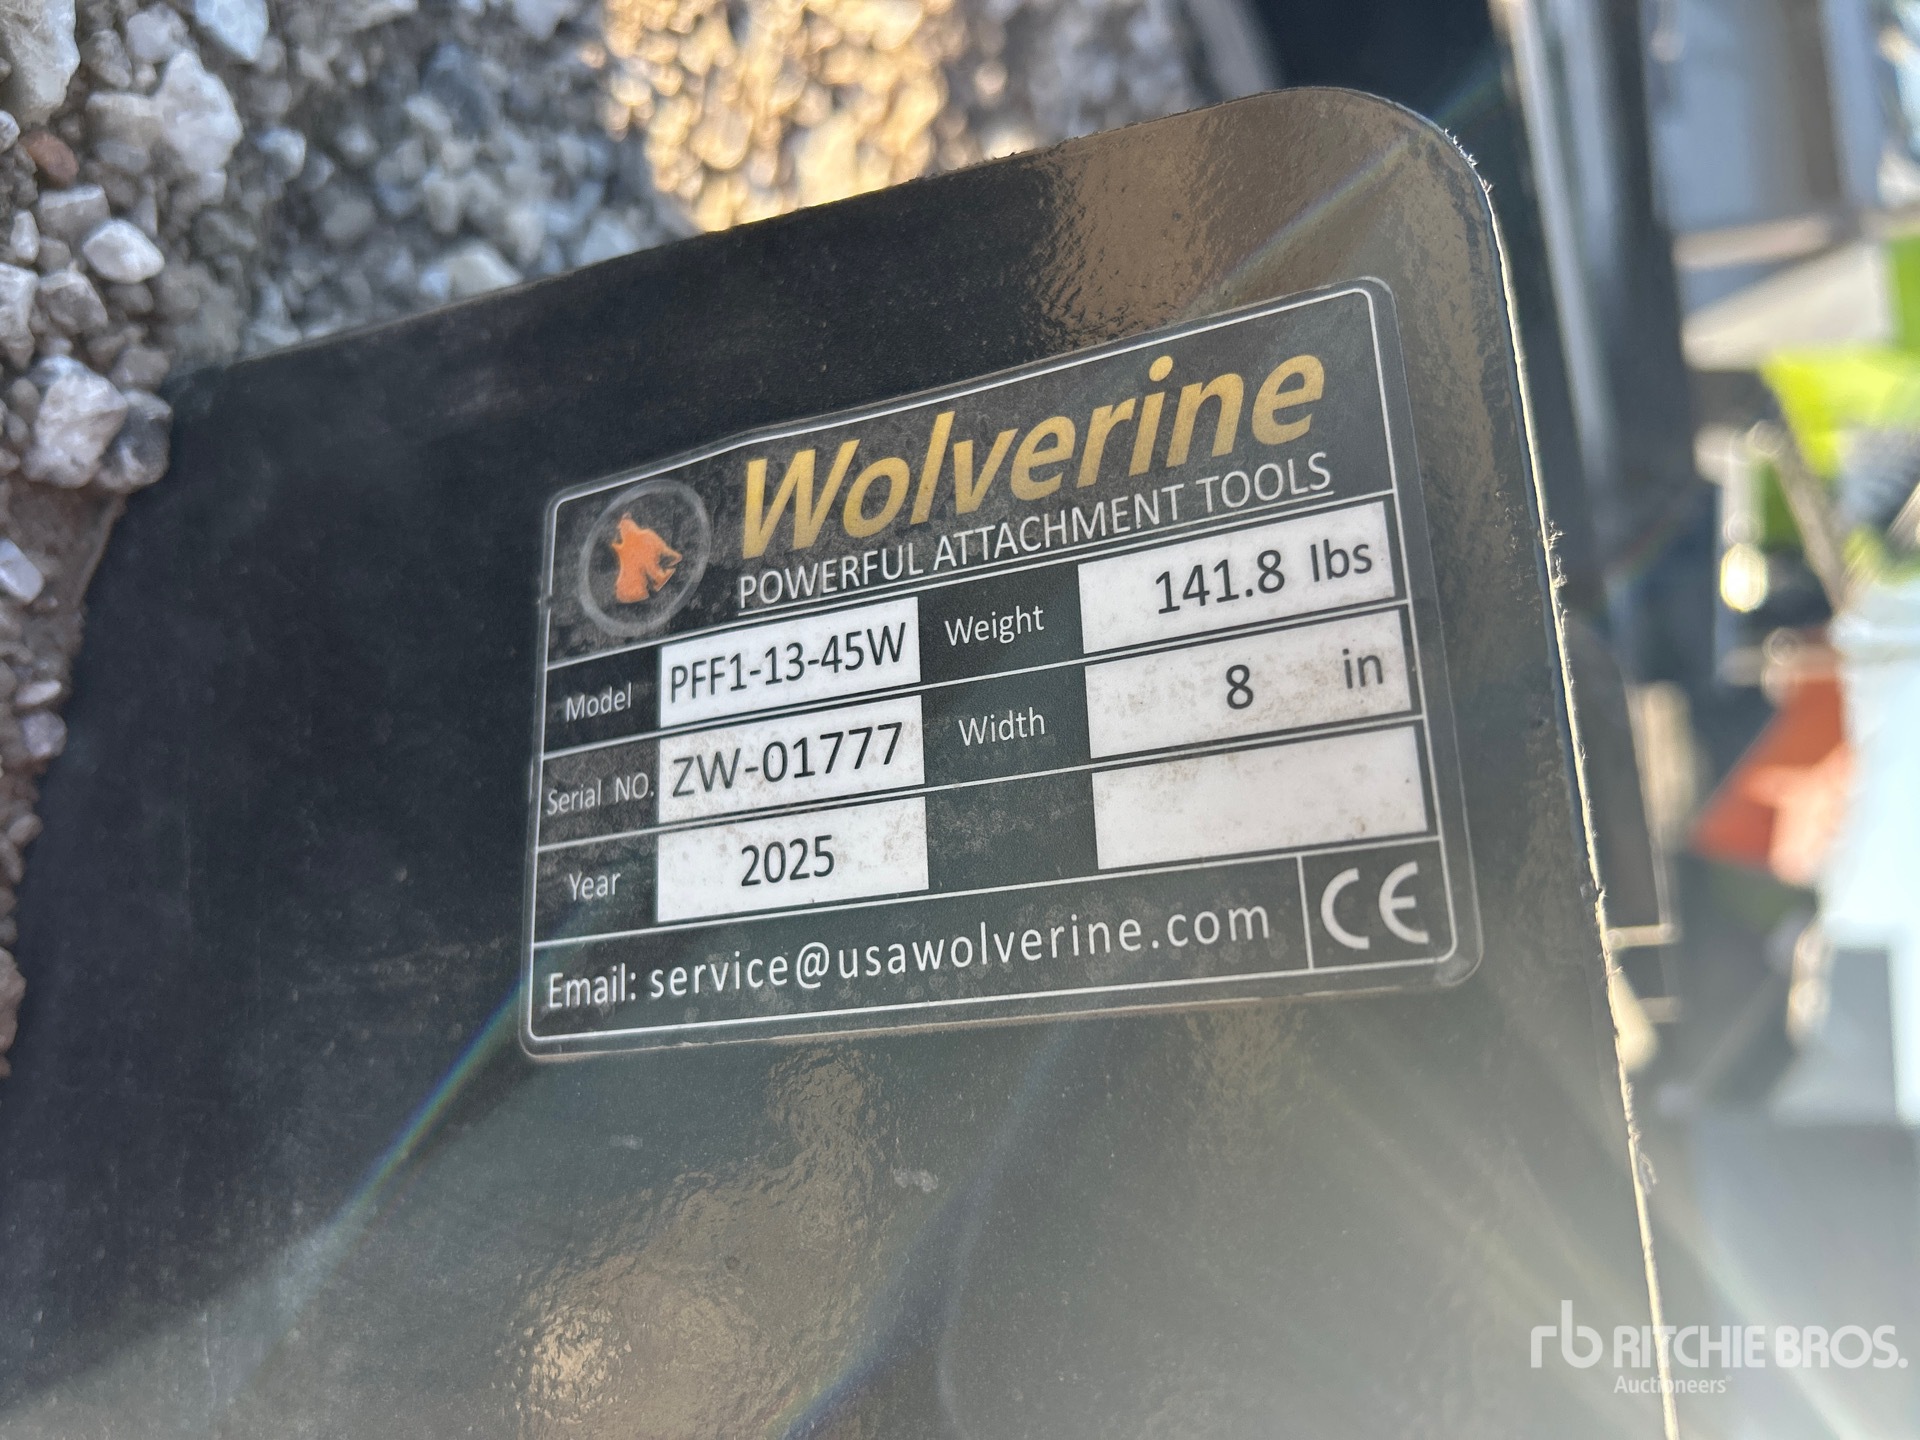 Wolverine
POWERFUL ATTACHMENT TOOLS
Model PFF1-13-45W Weight 141.8 lbs
Serial NO. ZW-01777 Width 8 in
Year 2025
Email: service@usawolverine.com CE
rb RITCHIE BROS.
Auctioneers